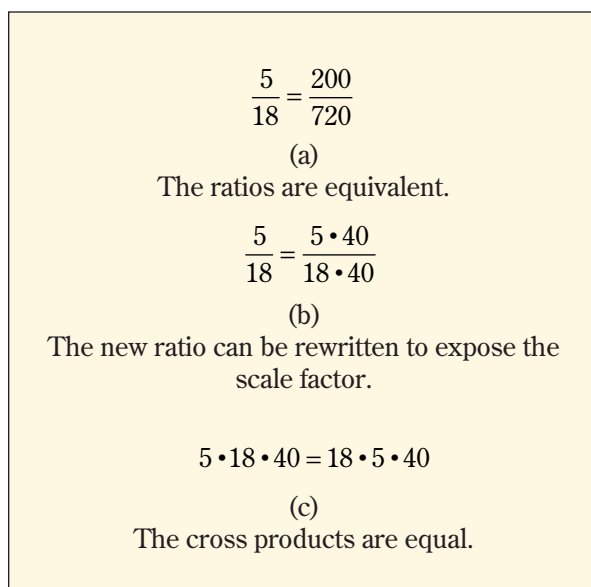 5/18 = 200/720
(a)
The ratios are equivalent.
5/18 = 5 • 40/18 • 40
(b)
The new ratio can be rewritten to expose the
scale factor.
5 • 18 • 40 = 18 • 5 • 40
(c)
The cross products are equal.